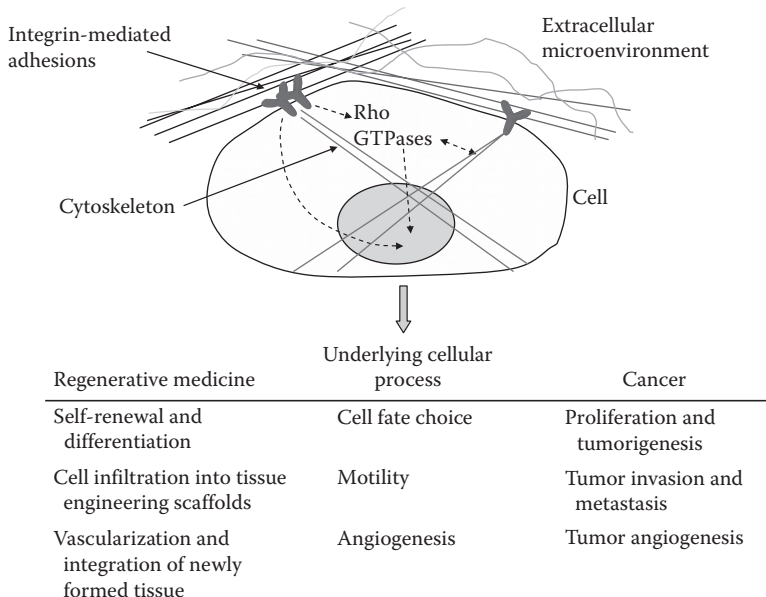 Integrin-mediated
adhesions
Extracellular
microenvironment
Rho
GTPases
Cytoskeleton
Cell
Regenerative medicine
Underlying cellular
process
Cancer
Self-renewal and
differentiation
Cell fate choice
Proliferation and
tumorigenesis
Cell infiltration into tissue
engineering scaffolds
Motility
Tumor invasion and
metastasis
Vascularization and
integration of newly
formed tissue
Angiogenesis
Tumor angiogenesis